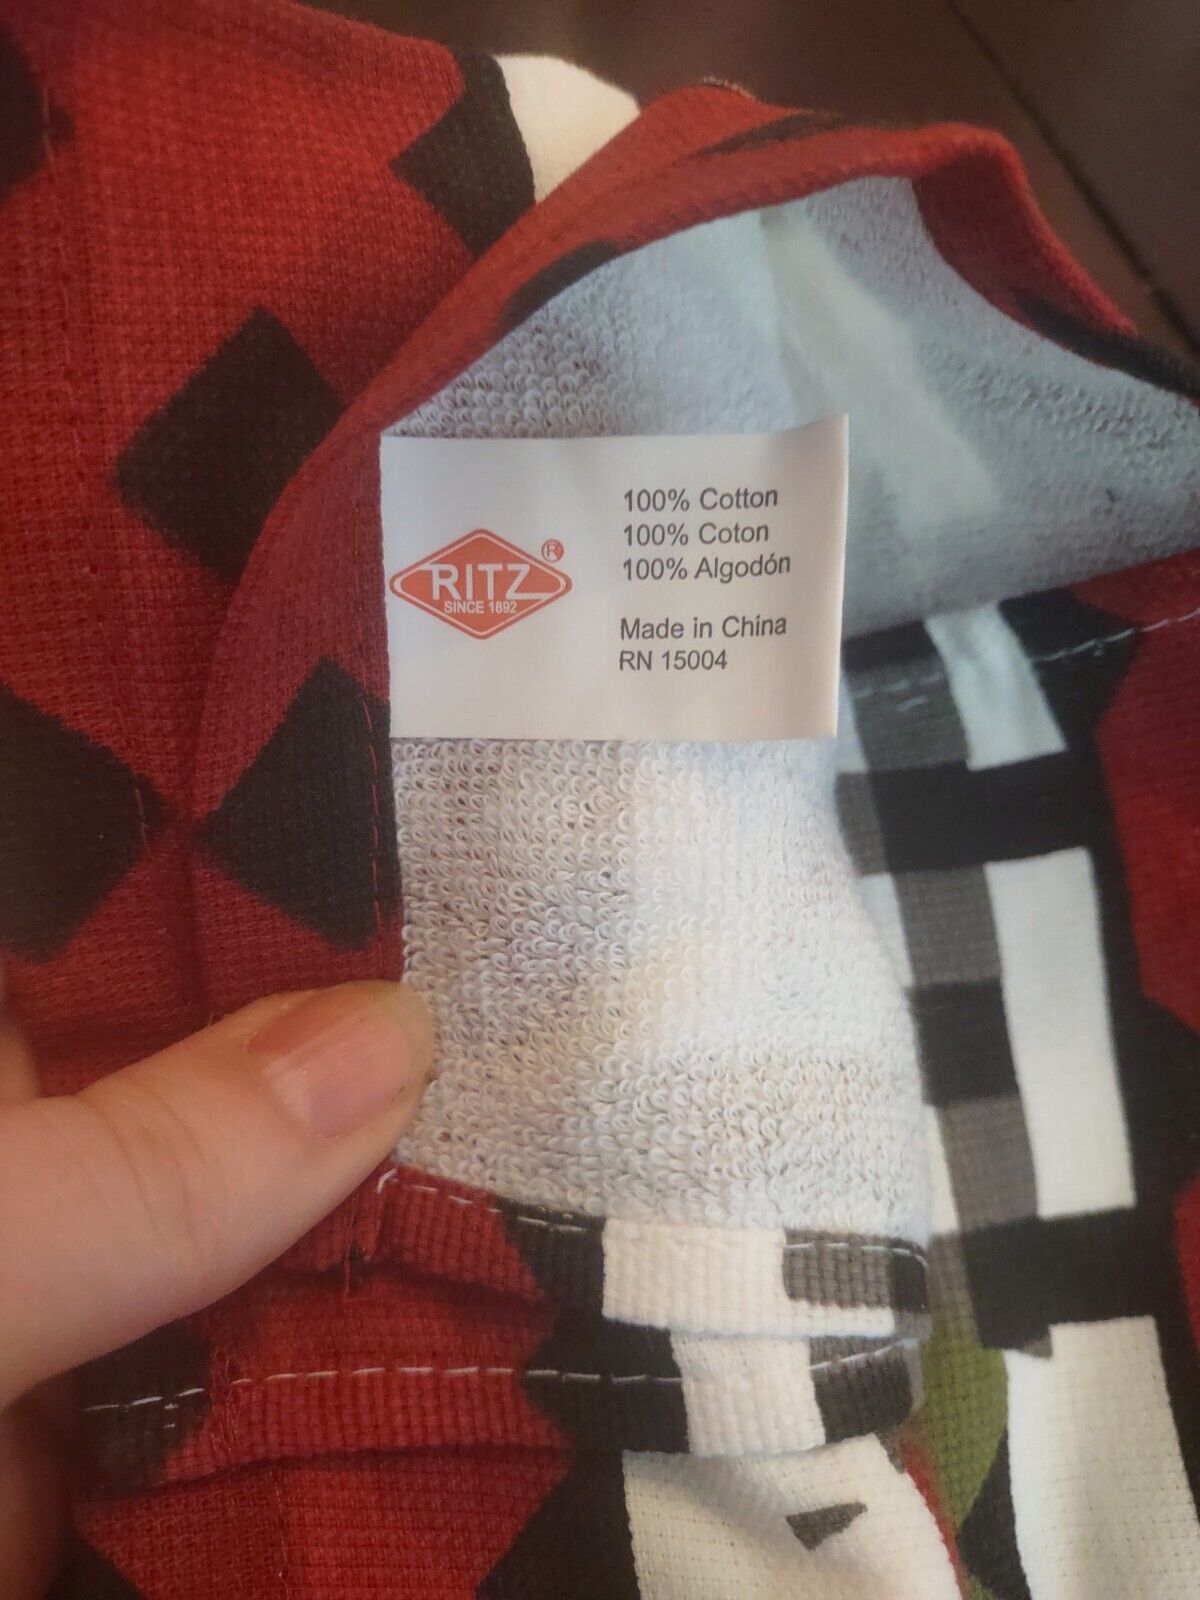 RITZ®
SINCE 1892
100% Cotton
100% Coton
100% Algodón
Made in China
RN 15004